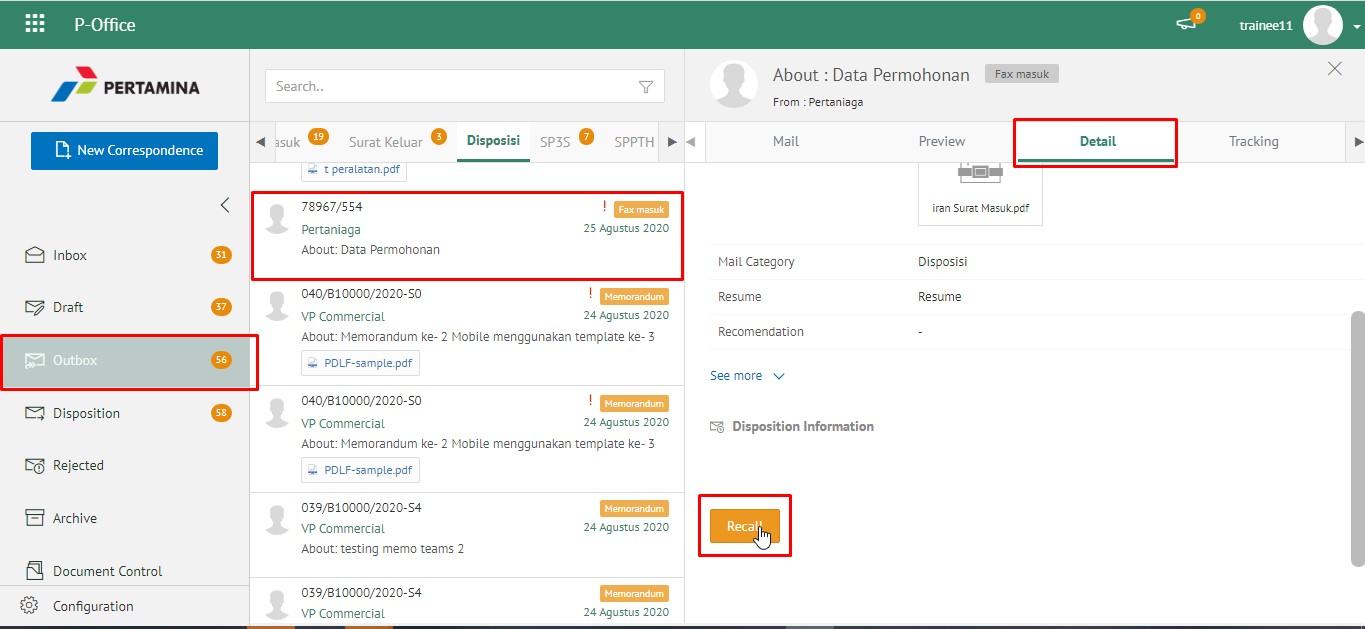 P-Office
0
trainee11
PERTAMINA
New Correspondence
Inbox
31
Draft
37
Outbox
56
Disposition
58
Rejected
Archive
Document Control
Configuration
Search..
asuk 19 Surat Keluar 3 Disposisi SP3S 7 SPPTH
t peralatan.pdf
78967/554 ! Fax masuk
Pertaniaga 25 Agustus 2020
About: Data Permohonan
040/B10000/2020-S0 ! Memorandum
VP Commercial 24 Agustus 2020
About: Memorandum ke- 2 Mobile menggunakan template ke- 3
PDLF-sample.pdf
040/B10000/2020-S0 ! Memorandum
VP Commercial 24 Agustus 2020
About: Memorandum ke- 2 Mobile menggunakan template ke- 3
PDLF-sample.pdf
039/B10000/2020-S4 Memorandum
VP Commercial 24 Agustus 2020
About: testing memo teams 2
039/B10000/2020-S4 Memorandum
VP Commercial 24 Agustus 2020
About : Data Permohonan Fax masuk
From : Pertaniaga
Mail Preview Detail Tracking
iran Surat Masuk.pdf
Mail Category Disposisi
Resume Resume
Recomendation -
See more
Disposition Information
Recall